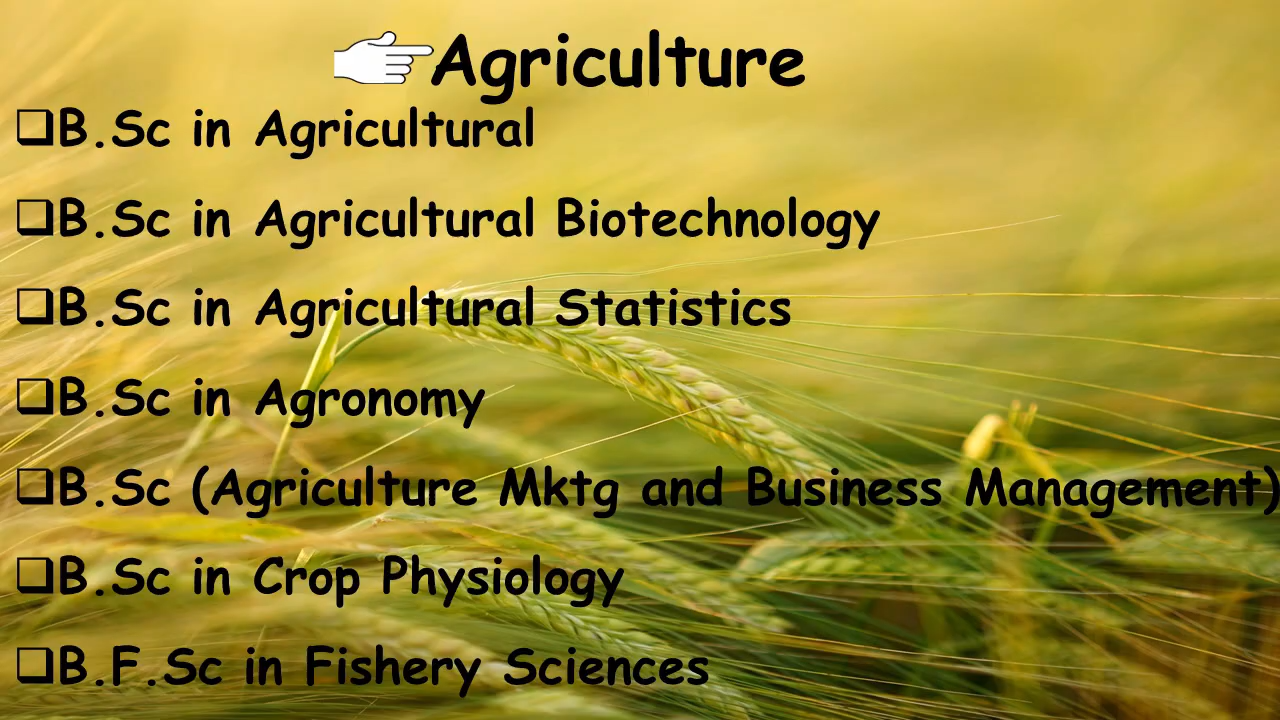 Agriculture
B.Sc in Agricultural
B.Sc in Agricultural Biotechnology
B.Sc in Agricultural Statistics
B.Sc in Agronomy
B.Sc (Agriculture Mktg and Business Management)
B.Sc in Crop Physiology
B.F.Sc in Fishery Sciences